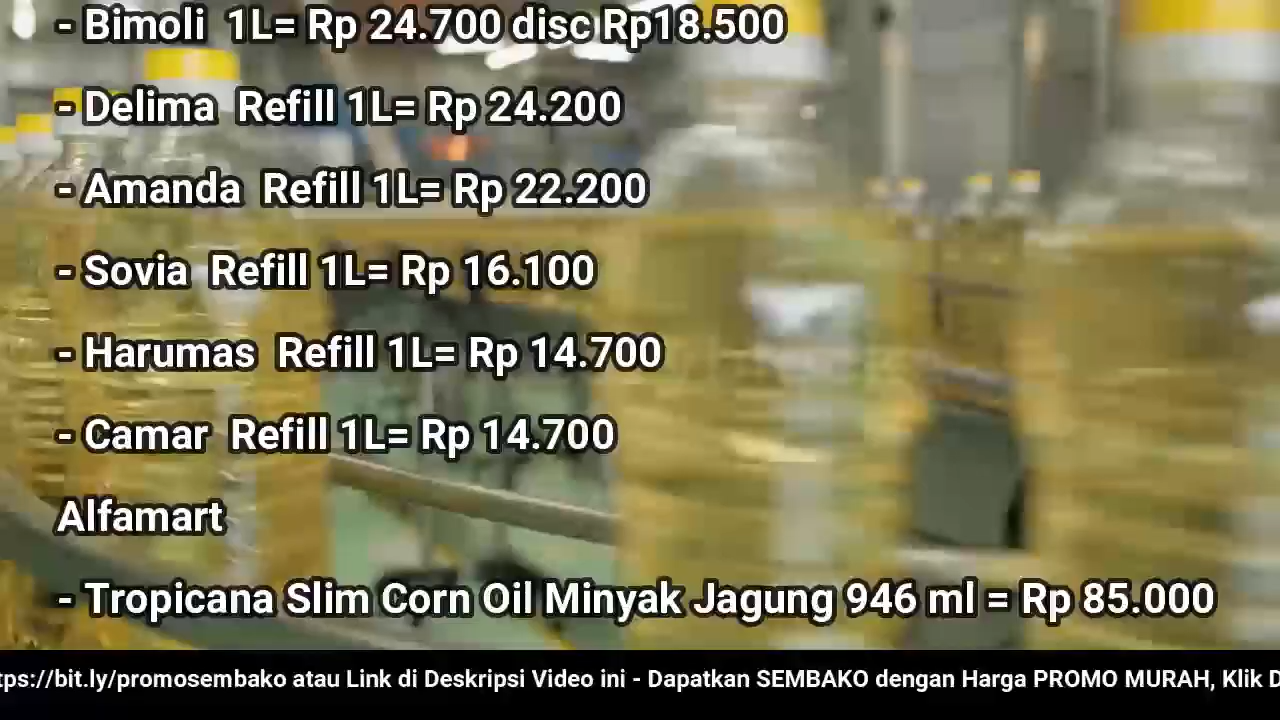 - Bimoli 1L= Rp 24.700 disc Rp18.500
- Delima Refill 1L= Rp 24.200
- Amanda Refill 1L= Rp 22.200
- Sovia Refill 1L= Rp 16.100
- Harumas Refill 1L= Rp 14.700
- Camar Refill 1L= Rp 14.700
Alfamart
- Tropicana Slim Corn Oil Minyak Jagung 946 ml = Rp 85.000
tps://bit.ly/promosembako atau Link di Deskripsi Video ini - Dapatkan SEMBAKO dengan Harga PROMO MURAH, Klik D